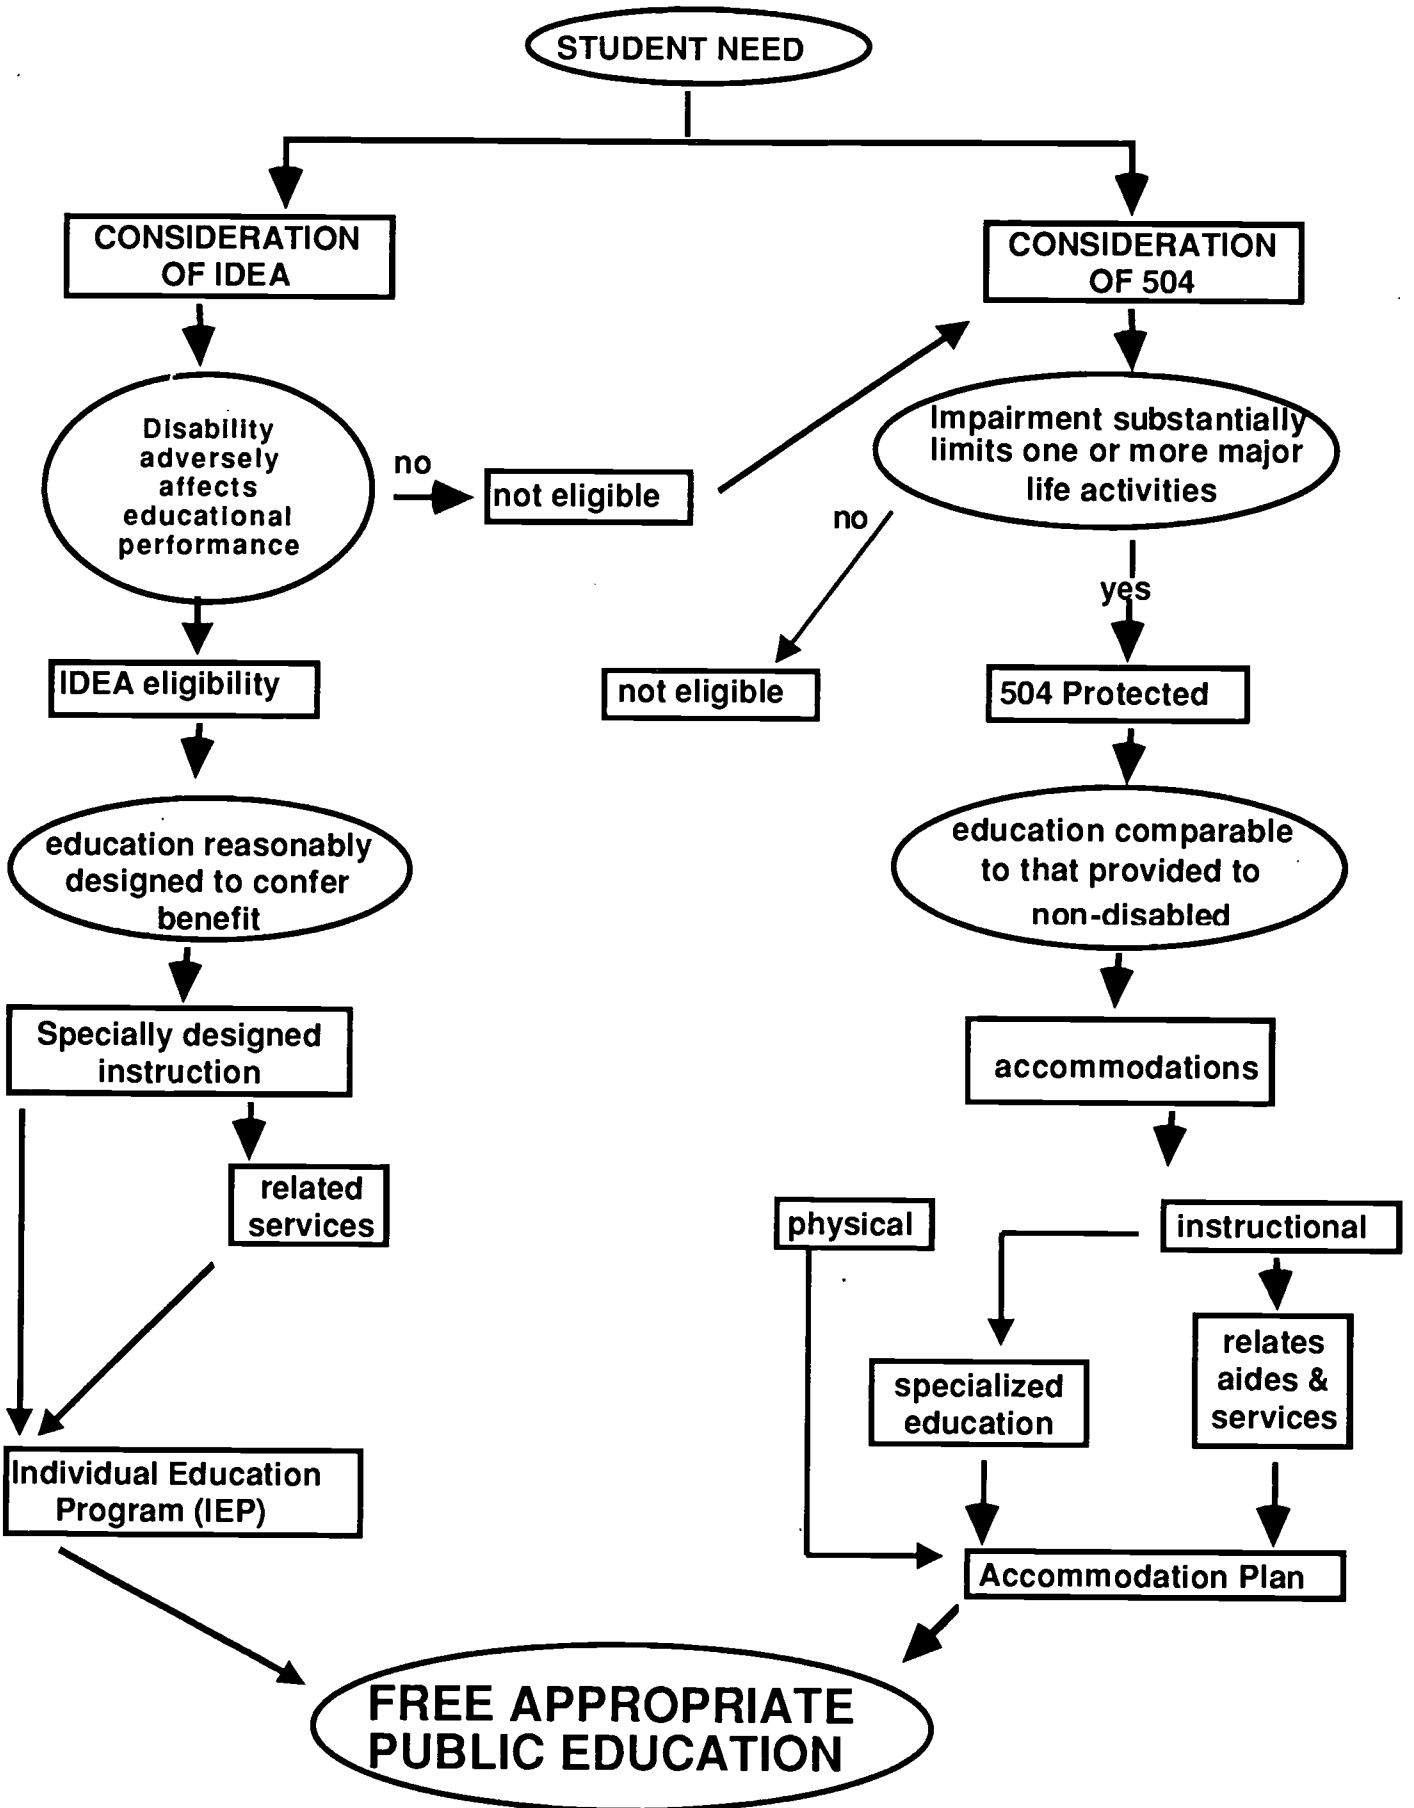 STUDENT NEED
CONSIDERATION
OF IDEA
CONSIDERATION
OF 504
Disability
adversely
affects
educational
performance
no
not eligible
Impairment substantially
limits one or more major
life activities
no
yes
IDEA eligibility
not eligible
504 Protected
education reasonably
designed to confer
benefit
education comparable
to that provided to
non-disabled
Specially designed
instruction
accommodations
related
services
physical
instructional
specialized
education
relates
aides &
services
Individual Education
Program (IEP)
Accommodation Plan
FREE APPROPRIATE
PUBLIC EDUCATION